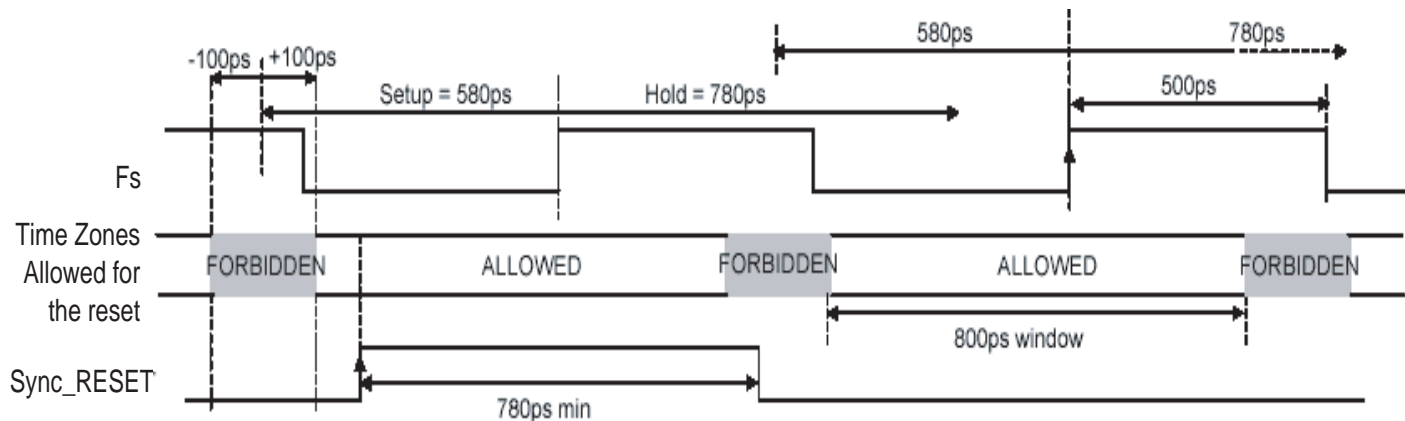 580ps
780ps
-100ps
+100ps
Setup = 580ps
Hold = 780ps
500ps
Fs
Time Zones
Allowed for
the reset
FORBIDDEN
ALLOWED
FORBIDDEN
ALLOWED
FORBIDDEN
800ps window
Sync_RESET
780ps min